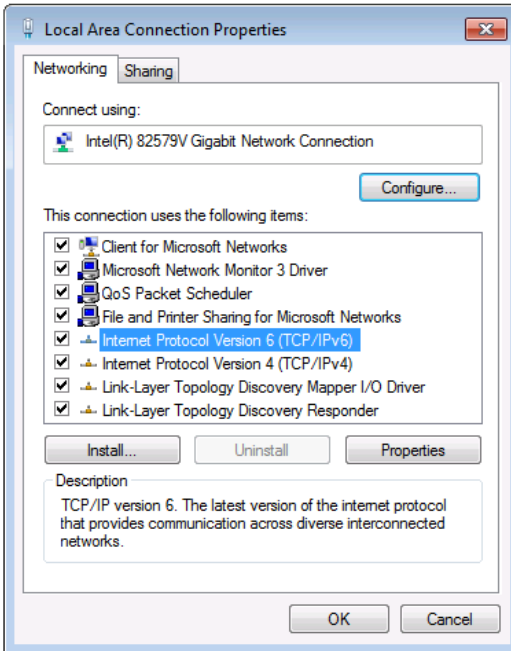 Local Area Connection Properties
Networking
Sharing
Connect using:
Intel(R) 82579V Gigabit Network Connection
Configure...
This connection uses the following items:
Client for Microsoft Networks
Microsoft Network Monitor 3 Driver
QoS Packet Scheduler
File and Printer Sharing for Microsoft Networks
Internet Protocol Version 6 (TCP/IPv6)
Internet Protocol Version 4 (TCP/IPv4)
Link-Layer Topology Discovery Mapper I/O Driver
Link-Layer Topology Discovery Responder
Install...
Uninstall
Properties
Description
TCP/IP version 6. The latest version of the internet protocol
that provides communication across diverse interconnected
networks.
OK
Cancel